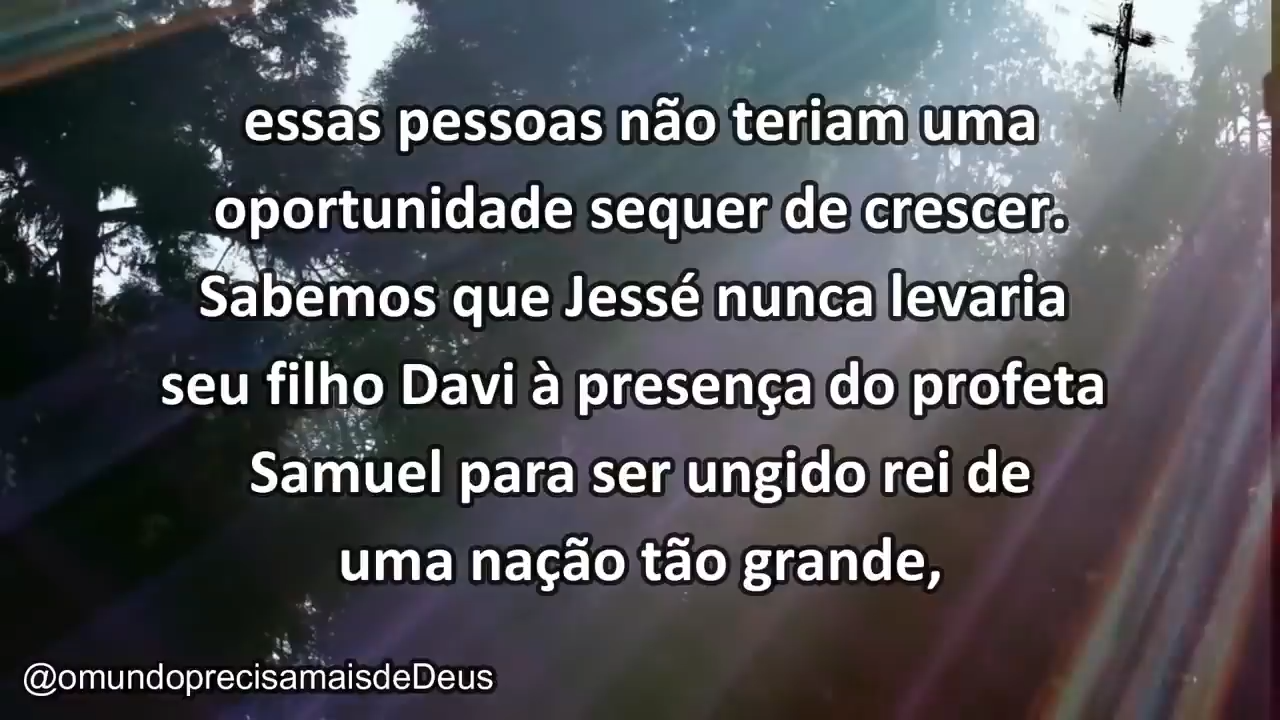 essas pessoas não teriam uma
oportunidade sequer de crescer.
Sabemos que Jessé nunca levaria
seu filho Davi à presença do profeta
Samuel para ser ungido rei de
uma nação tão grande,
@omundoprecisamaisdeDeus